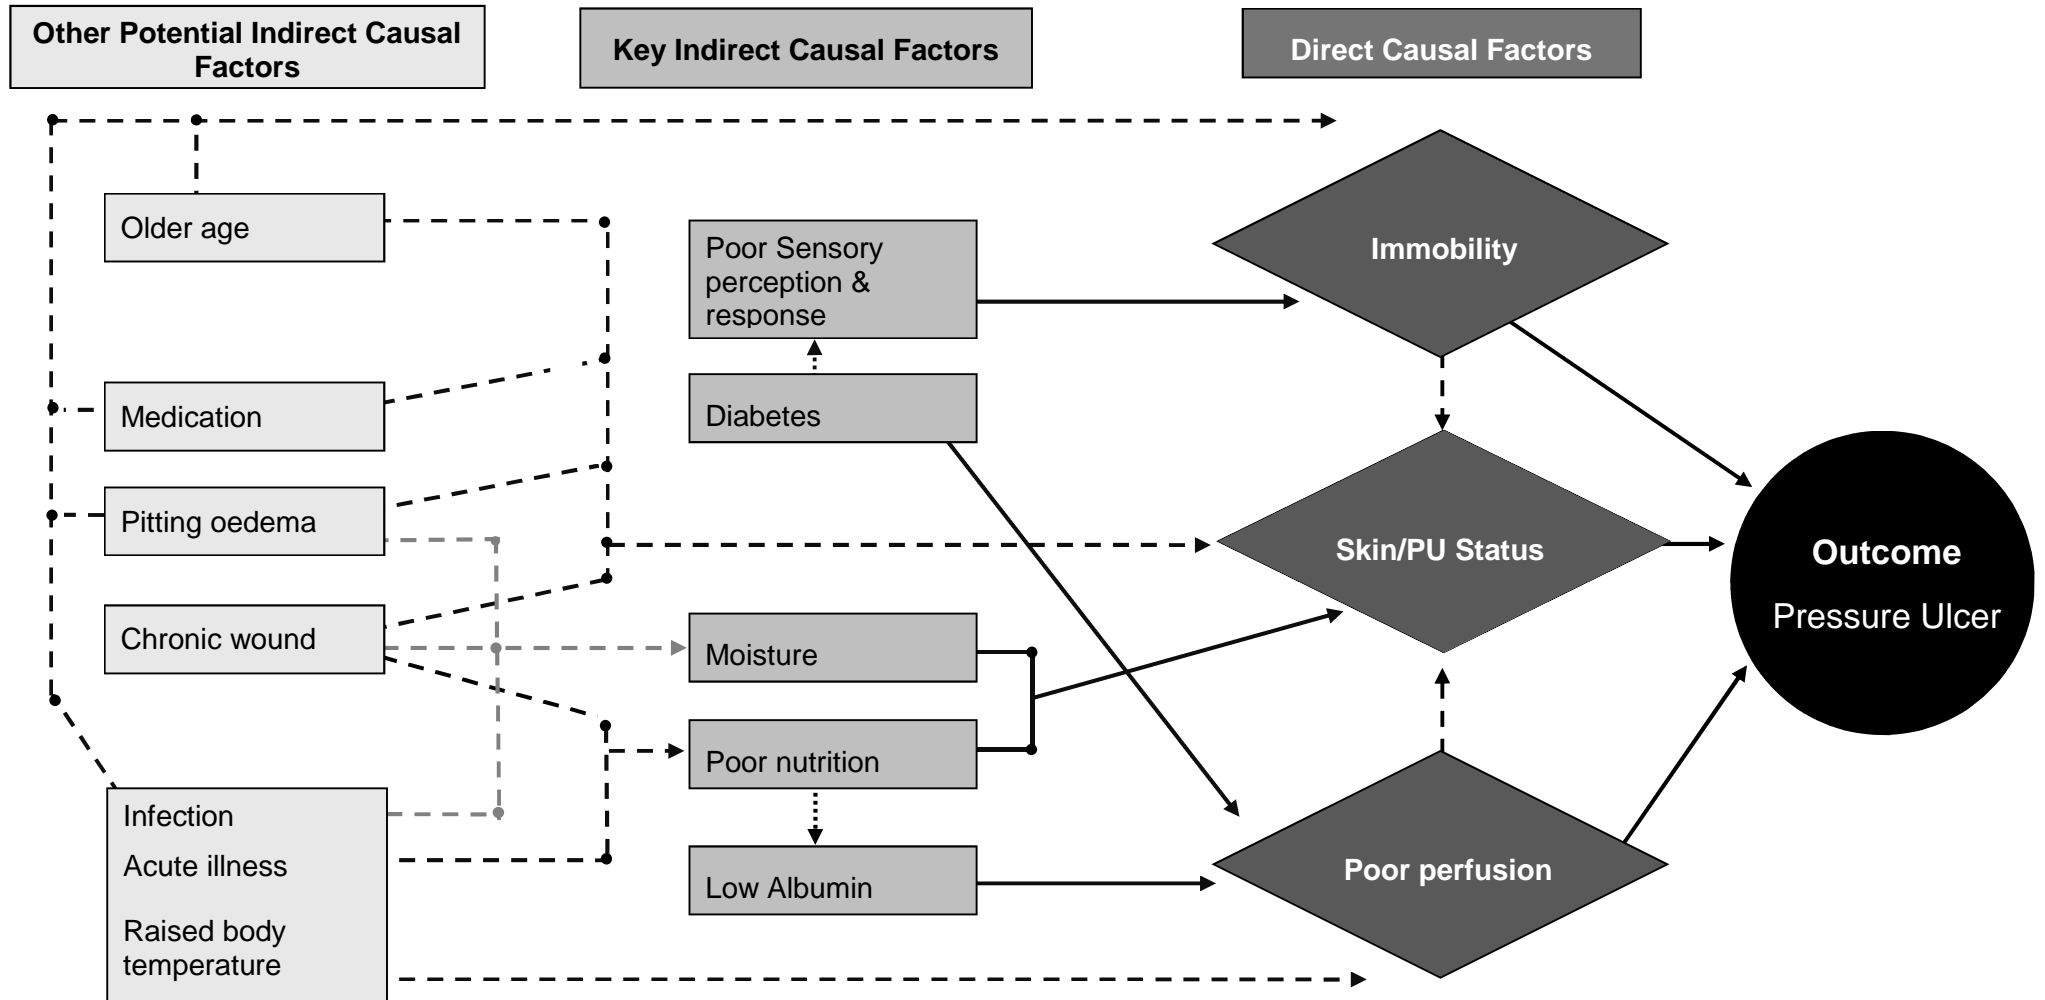 Other Potential Indirect Causal
Factors
Key Indirect Causal Factors
Direct Causal Factors
Older age
Medication
Pitting oedema
Chronic wound
Infection
Acute illness
Raised body
temperature
Poor Sensory
perception &
response
Diabetes
Moisture
Poor nutrition
Low Albumin
Immobility
Skin/PU Status
Poor perfusion
Outcome
Pressure Ulcer